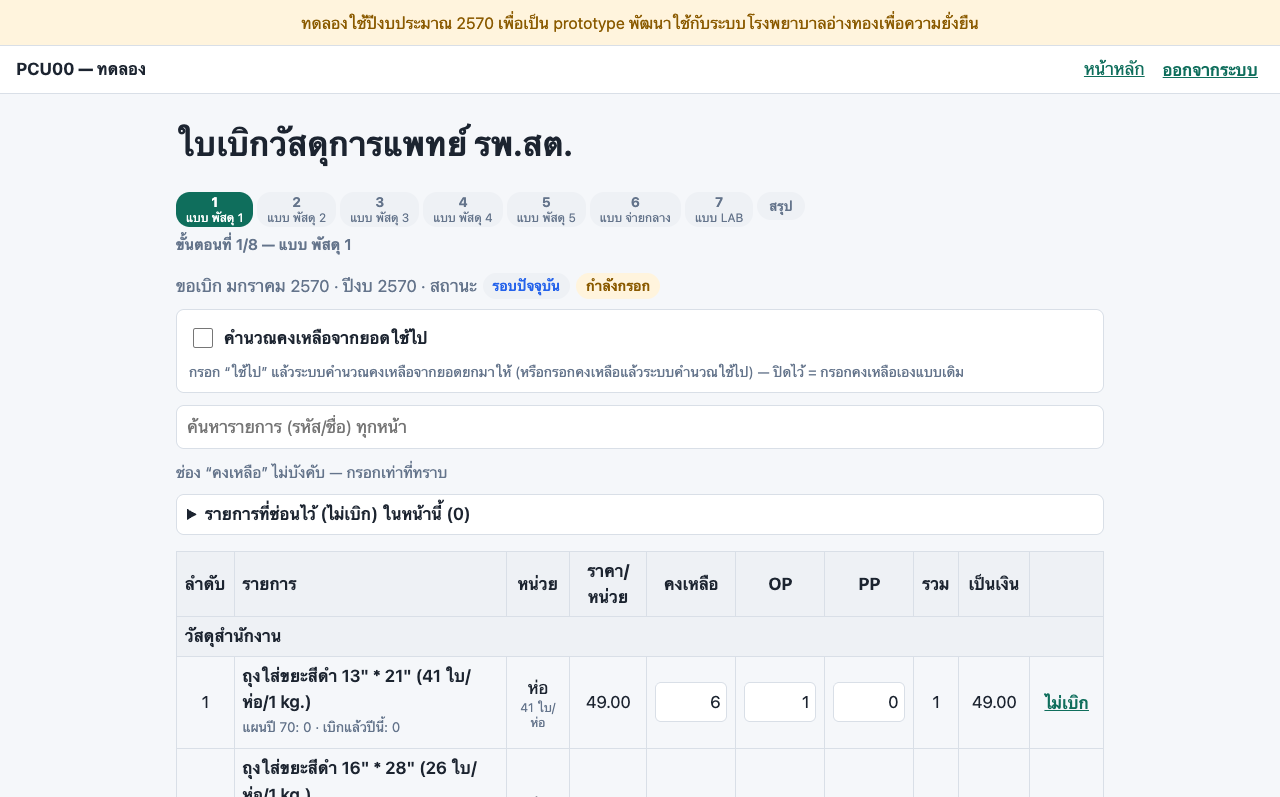 ทดลองใช้ปีงบประมาณ 2570 เพื่อเป็น prototype พัฒนาใช้กับระบบโรงพยาบาลอ่างทองเพื่อความยั่งยืน
PCU00 — ทดลอง
หน้าหลัก ออกจากระบบ
ใบเบิกวัสดุการแพทย์ รพ.สต.
1 2 3 4 5 6 7 สรุป
แบบ พัสดุ 1 แบบ พัสดุ 2 แบบ พัสดุ 3 แบบ พัสดุ 4 แบบ พัสดุ 5 แบบ จ่ายกลาง แบบ LAB
ขั้นตอนที่ 1/8 — แบบ พัสดุ 1
ขอเบิก มกราคม 2570 · ปีงบ 2570 · สถานะ รอบปัจจุบัน กำลังกรอก
คำนวณคงเหลือจากยอดใช้ไป
กรอก “ใช้ไป” แล้วระบบคำนวณคงเหลือจากยอดยกมาให้ (หรือกรอกคงเหลือแล้วระบบคำนวณใช้ไป) — ปิดไว้ = กรอกคงเหลือเองแบบเดิม
ค้นหารายการ (รหัส/ชื่อ) ทุกหน้า
ช่อง “คงเหลือ” ไม่บังคับ — กรอกเท่าที่ทราบ
▶ รายการที่ซ่อนไว้ (ไม่เบิก) ในหน้านี้ (0)
ลำดับ รายการ หน่วย ราคา/หน่วย คงเหลือ OP PP รวม เป็นเงิน
วัสดุสำนักงาน
1 ถุงใส่ขยะสีดำ 13" * 21" (41 ใบ/ห่อ/1 kg.) ห่อ 49.00 6 1 0 1 49.00 ไม่เบิก
แผนปี 70: 0 · เบิกแล้วปีนี้: 0 41 ใบ/ห่อ
ถุงใส่ขยะสีดำ 16" * 28" (26 ใบ/
ห่อ/1 kg.)